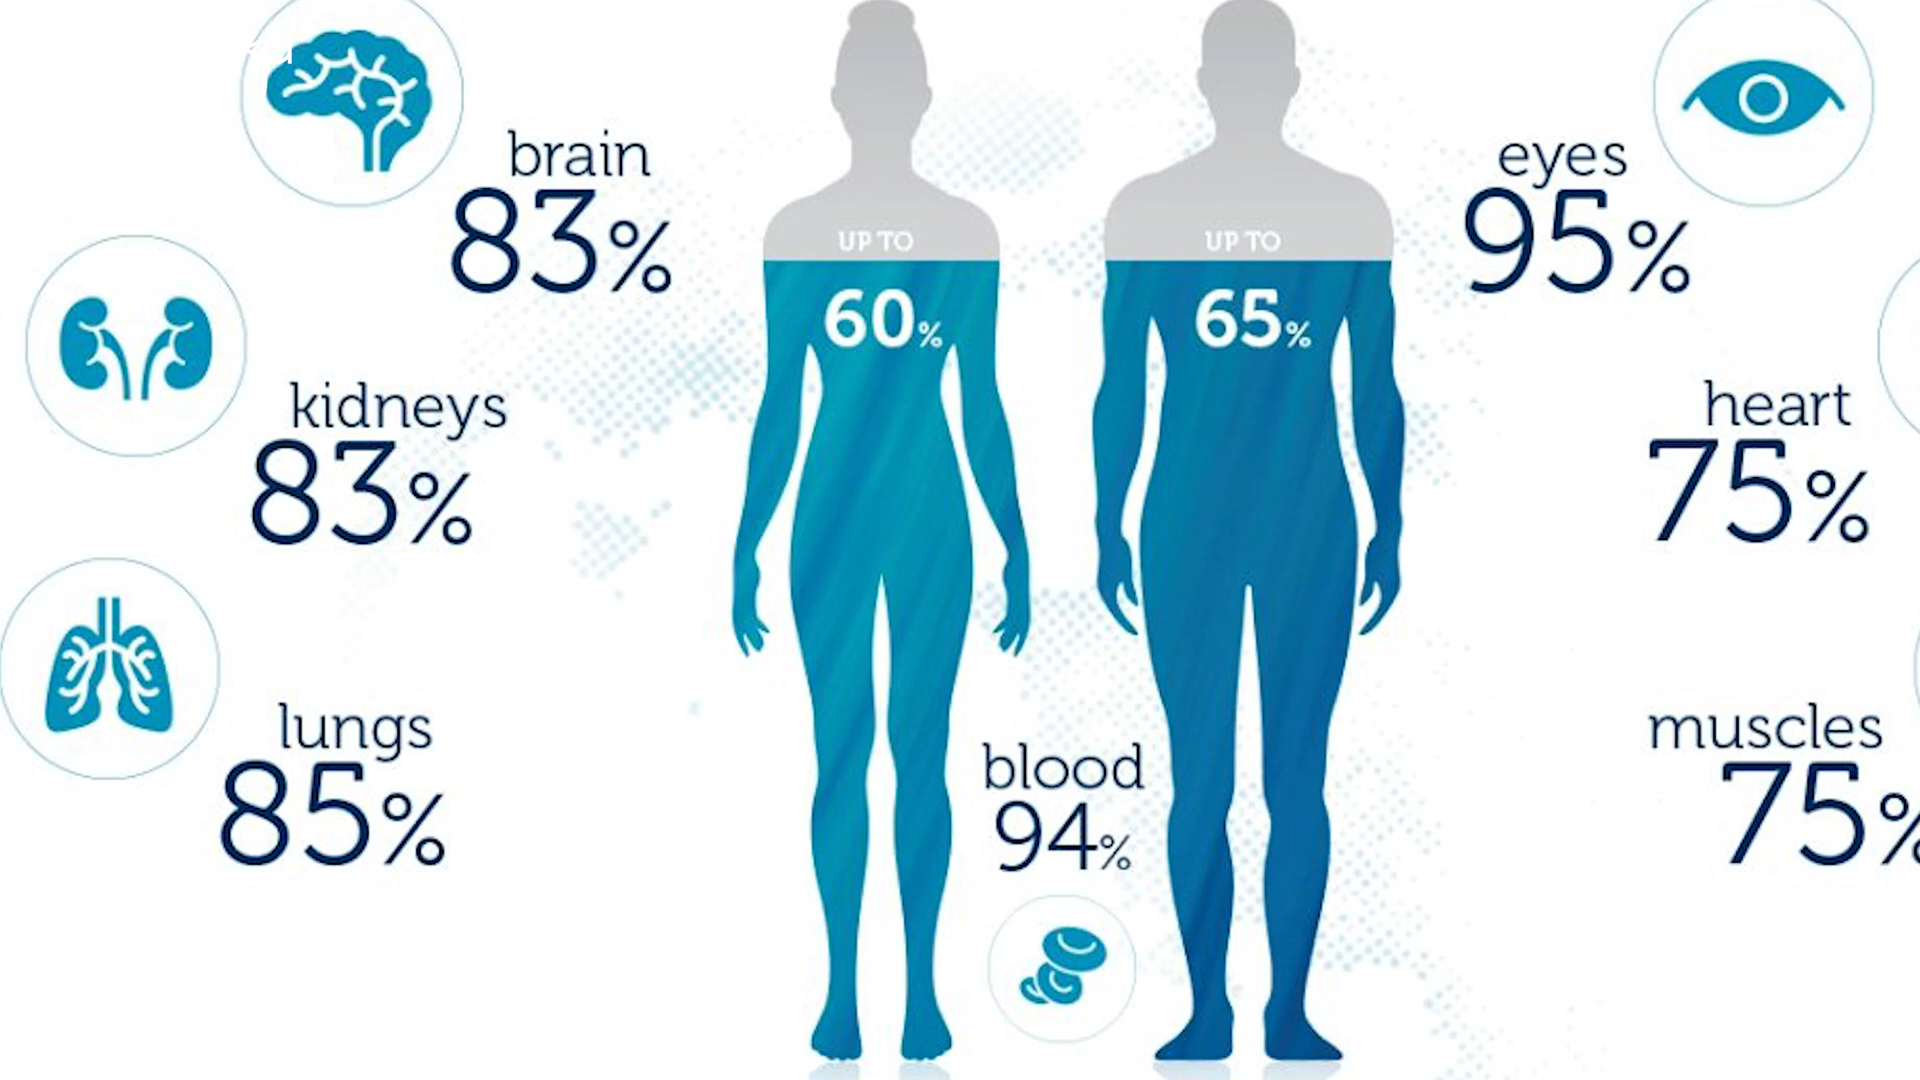 brain
83%
kidneys
83%
lungs
85%
UP TO
60%
UP TO
65%
blood
94%
eyes
95%
heart
75%
muscles
75%